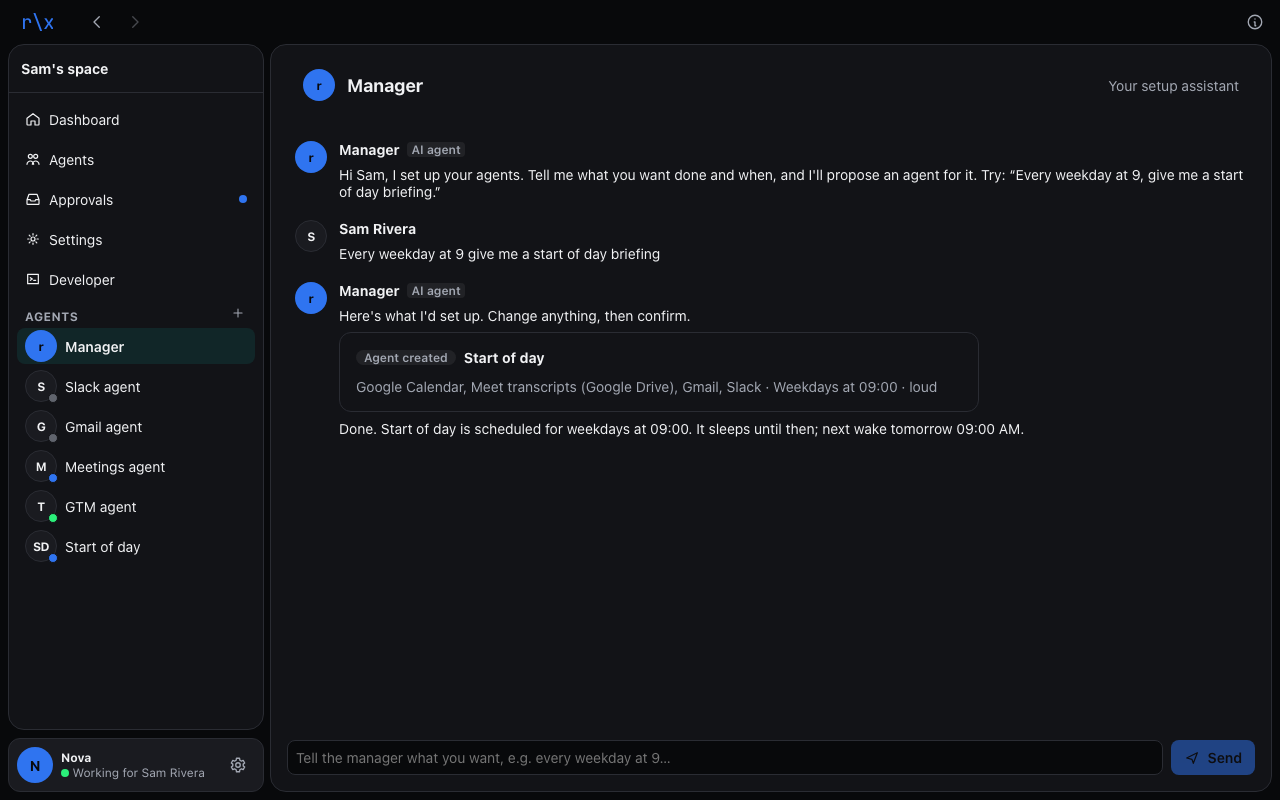 r\x
Sam's space
Dashboard
Agents
Approvals
Settings
Developer
AGENTS
r
Manager
S
Slack agent
G
Gmail agent
M
Meetings agent
T
GTM agent
SD
Start of day
N
Nova
Working for Sam Rivera
r
Manager
Your setup assistant
r
Manager AI agent
Hi Sam, I set up your agents. Tell me what you want done and when, and I'll propose an agent for it. Try: “Every weekday at 9, give me a start
of day briefing.”
S
Sam Rivera
Every weekday at 9 give me a start of day briefing
r
Manager AI agent
Here's what I'd set up. Change anything, then confirm.
Agent created Start of day
Google Calendar, Meet transcripts (Google Drive), Gmail, Slack · Weekdays at 09:00 · loud
Done. Start of day is scheduled for weekdays at 09:00. It sleeps until then; next wake tomorrow 09:00 AM.
Tell the manager what you want, e.g. every weekday at 9...
Send